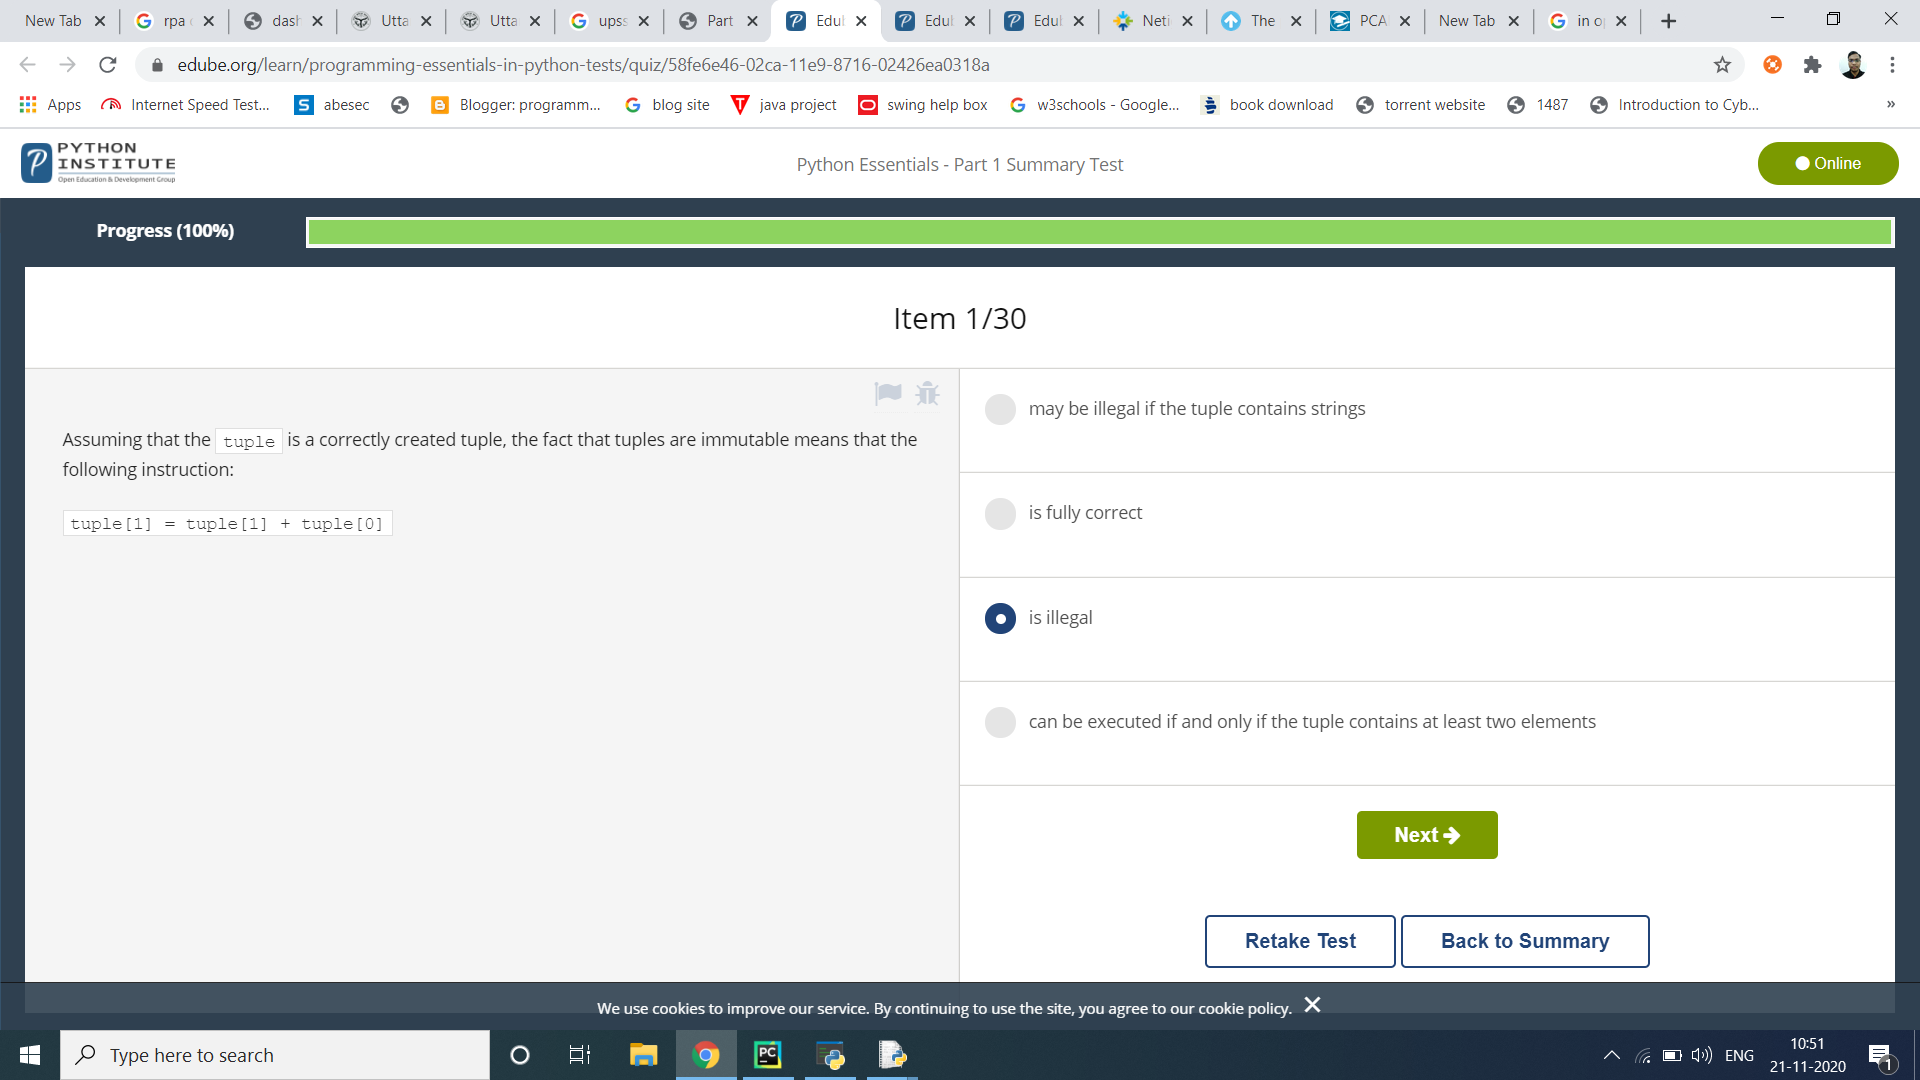 New Tab
rpa
dash
Utta
Utta
upss
Part
Edul
Edul
Edul
Neti
The
PCA
New Tab
in o
edube.org/learn/programming-essentials-in-python-tests/quiz/58fe6e46-02ca-11e9-8716-02426ea0318a
Apps
Internet Speed Test...
S
abesec
Blogger: programm...
blog site
java project
swing help box
w3schools - Google...
book download
torrent website
1487
Introduction to Cyb...
»
PYTHON
INSTITUTE
Open Education & Development Group
Python Essentials - Part 1 Summary Test
Online
Progress (100%)
Item 1/30
Assuming that the tuple is a correctly created tuple, the fact that tuples are immutable means that the
following instruction:
tuple[1] = tuple[1] + tuple[0]
may be illegal if the tuple contains strings
is fully correct
is illegal
can be executed if and only if the tuple contains at least two elements
Next
Retake Test
Back to Summary
We use cookies to improve our service. By continuing to use the site, you agree to our cookie policy.
Type here to search
PC
ENG
10:51
21-11-2020
1